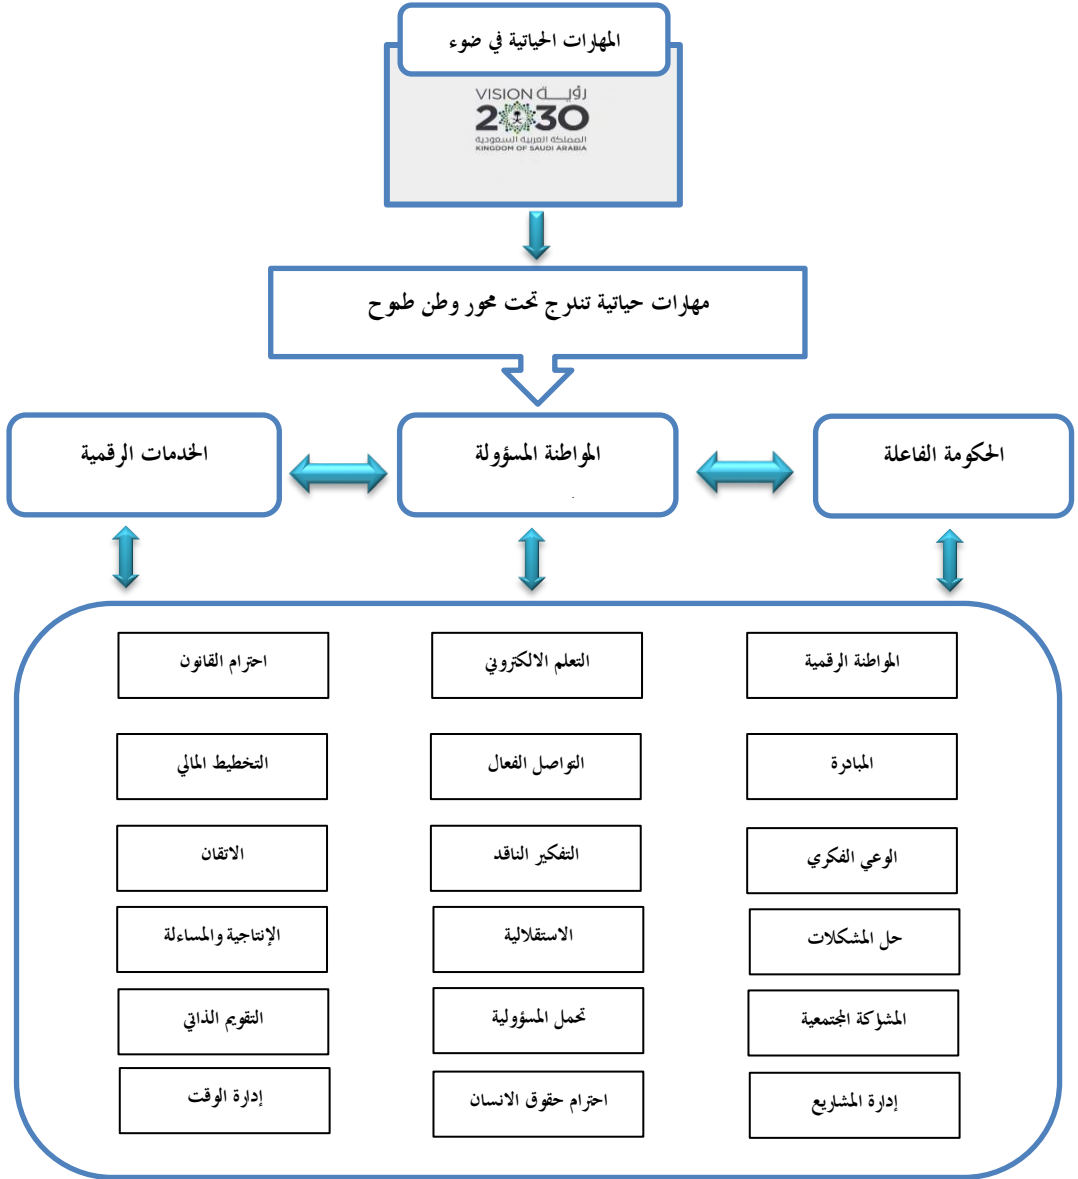 المهارات الحياتية في ضوء
VISION رؤيــة
2030
المملكة العربية السعودية
KINGDOM OF SAUDI ARABIA
مهارات حياتية تندرج تحت محور وطن طموح
الحكومة الفاعلة
المواطنة المسؤولة
الخدمات الرقمية
المواطنة الرقمية
التعلم الالكتروني
احترام القانون
المبادرة
التواصل الفعال
التخطيط المالي
الوعي الفكري
التفكير الناقد
الاتقان
حل المشكلات
الاستقلالية
الإنتاجية والمساءلة
المشاركة المجتمعية
تحمل المسؤولية
التقويم الذاتي
إدارة المشاريع
احترام حقوق الانسان
إدارة الوقت